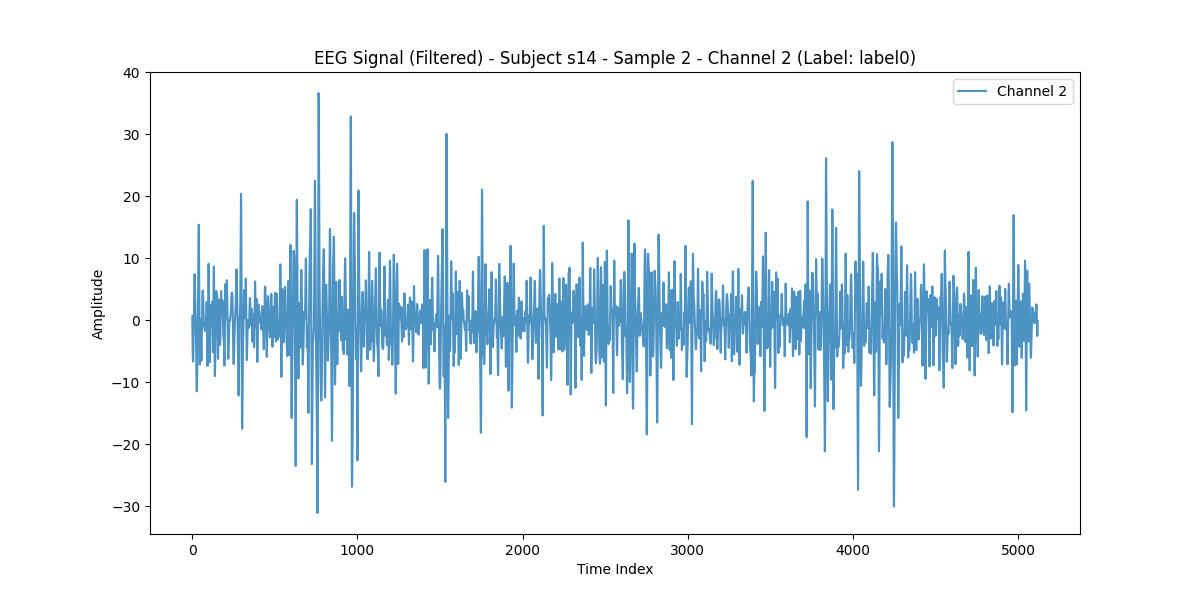 EEG Signal (Filtered) - Subject s14 - Sample 2 - Channel 2 (Label: label0)
Channel 2
40
30
20
10
0
−10
−20
−30
Amplitude
0 1000 2000 3000 4000 5000
Time Index